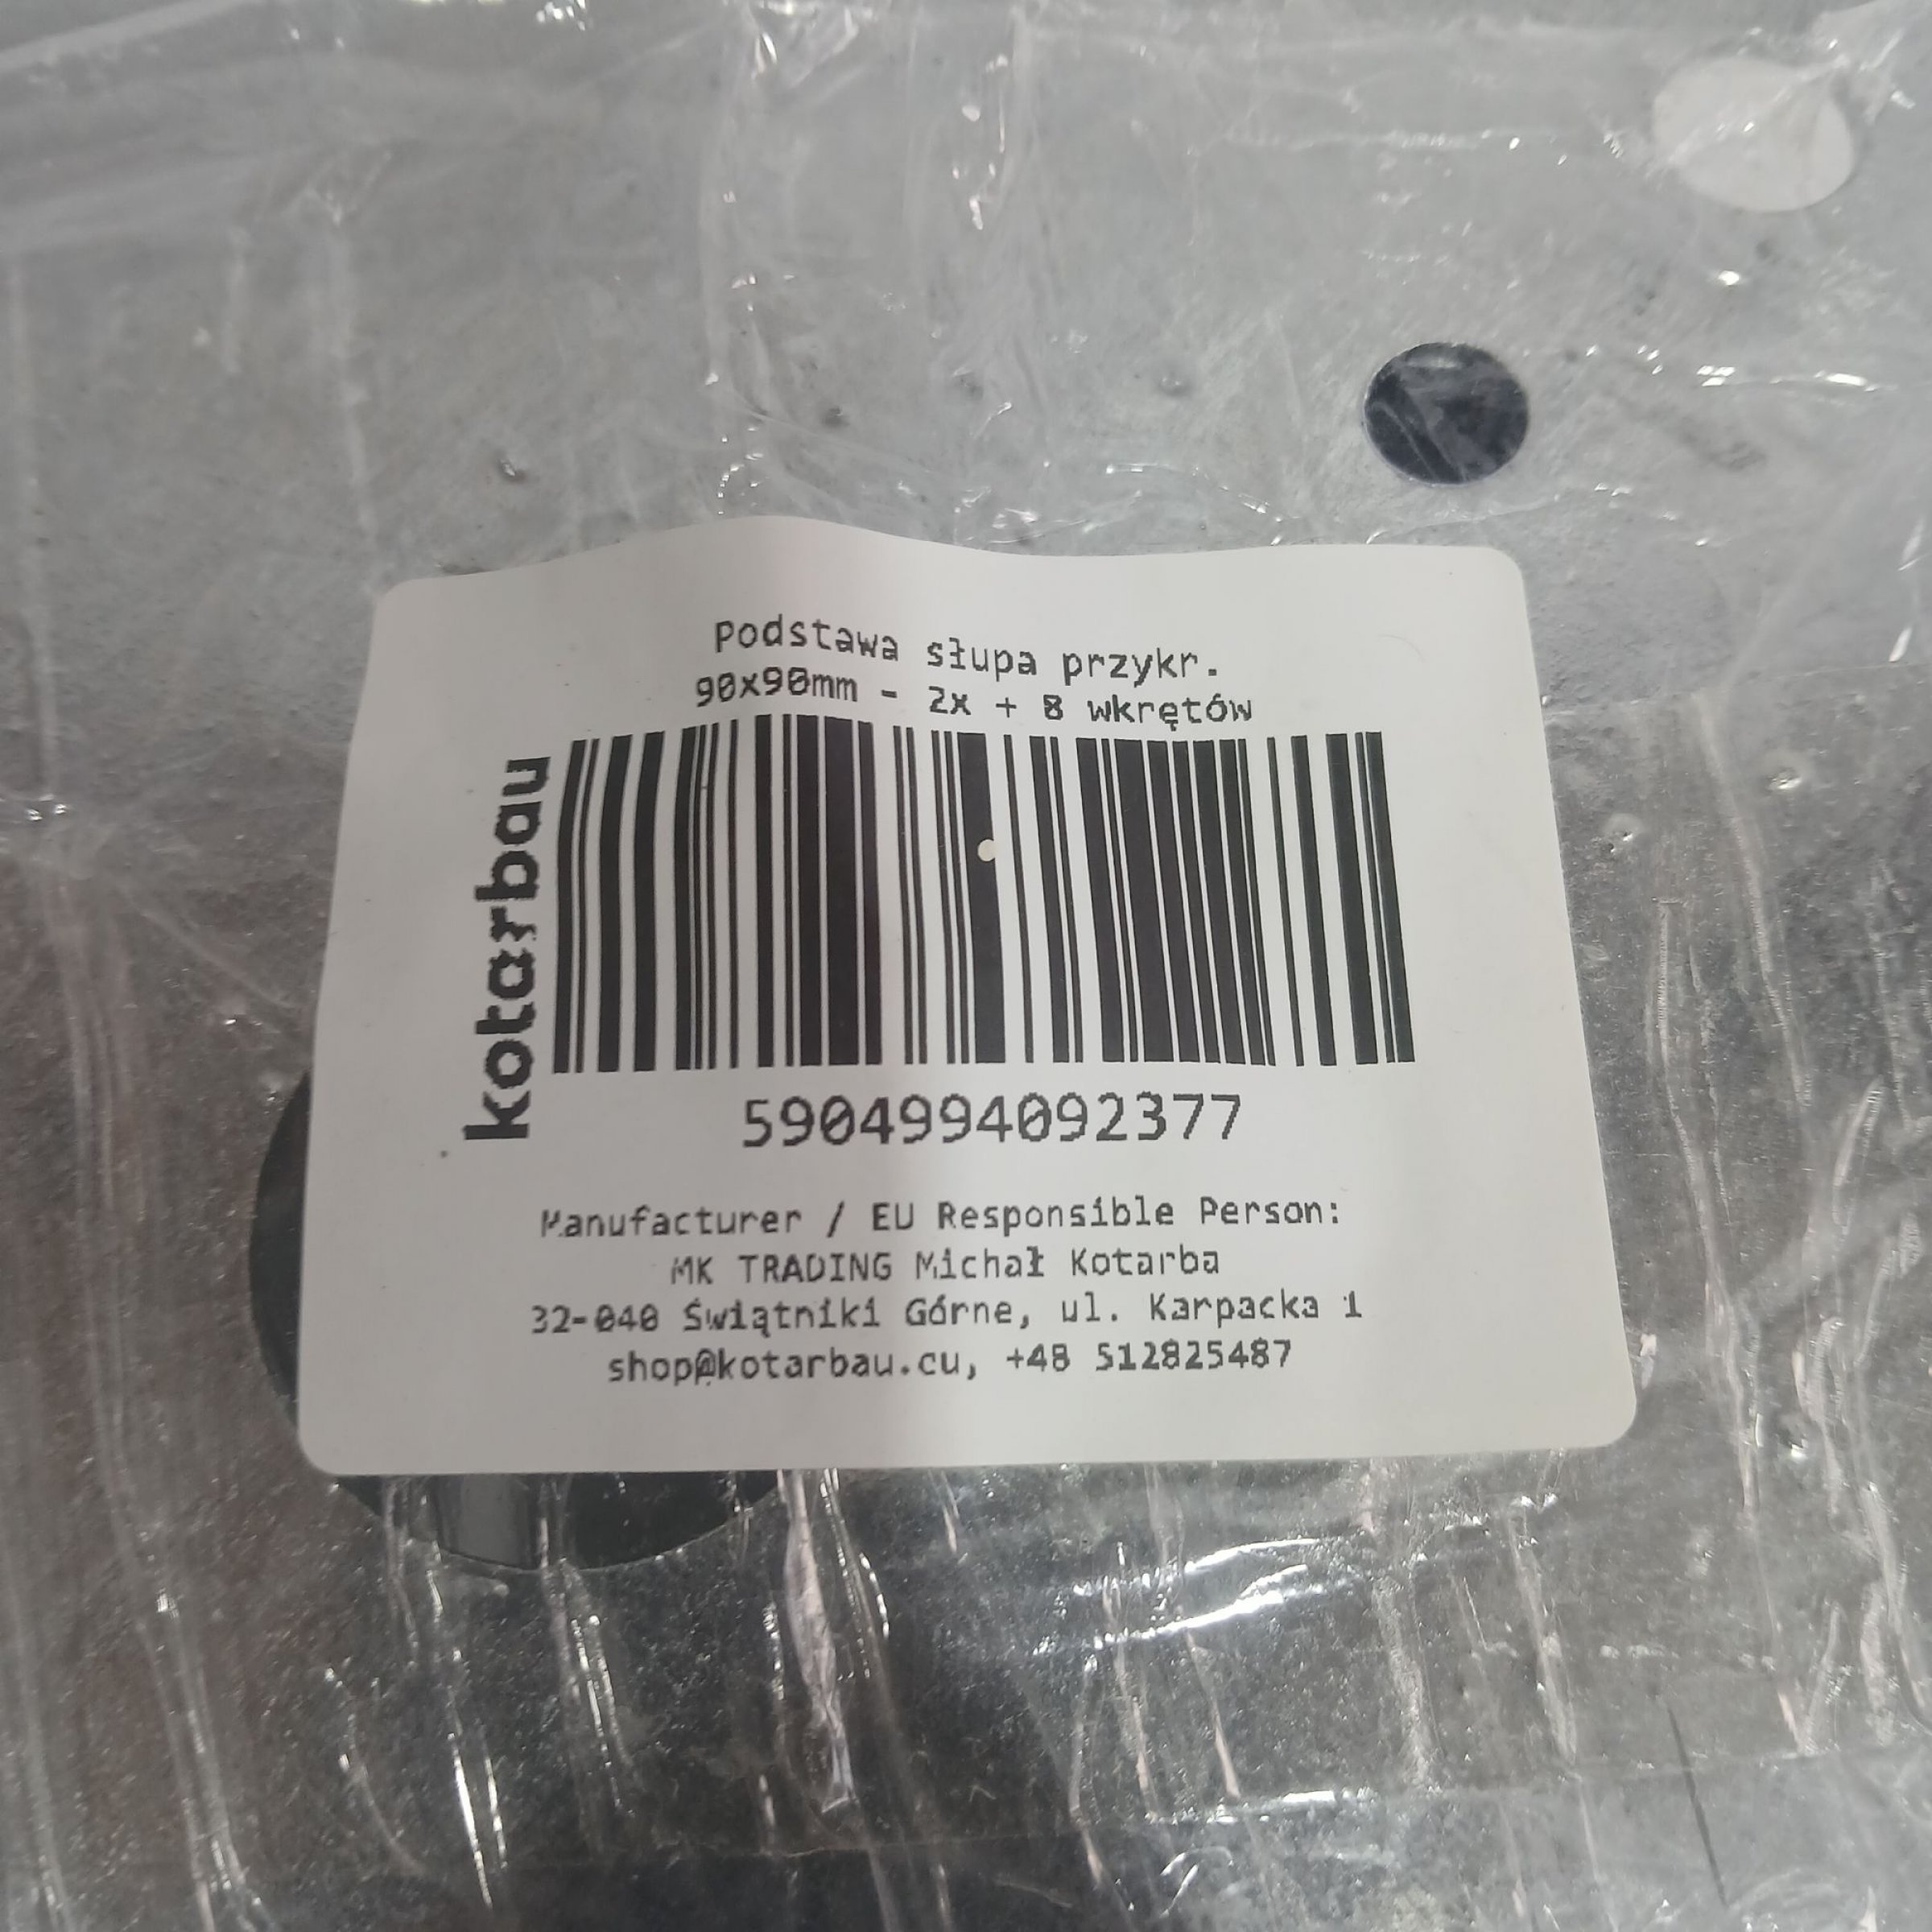 Podstawa słupa przykr.
90x90mm - 2x + 8 wkrętów
kotarbau
5904994092377
Manufacturer / EU Responsible Person:
MK TRADING Michał Kotarba
32-040 Świątniki Górne, ul. Karpacka 1
shop@kotarbau.eu, +48 512825487